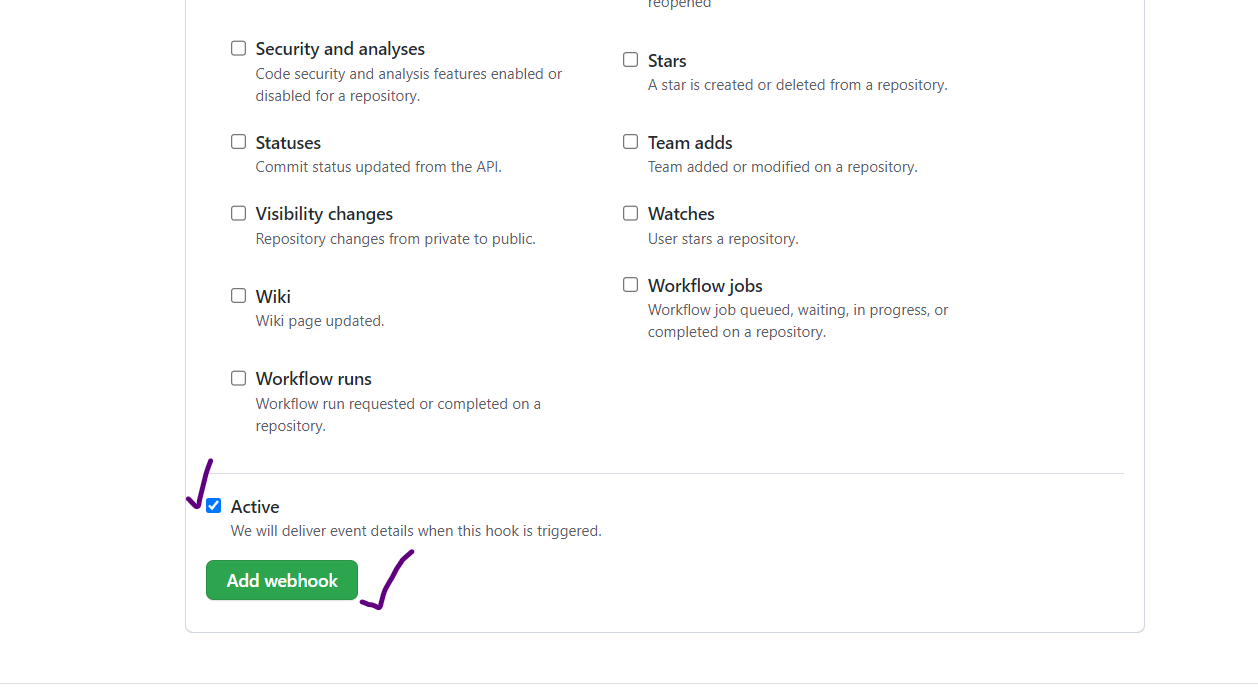 reopened
Security and analyses
Code security and analysis features enabled or
disabled for a repository.
Stars
A star is created or deleted from a repository.
Statuses
Commit status updated from the API.
Team adds
Team added or modified on a repository.
Visibility changes
Repository changes from private to public.
Watches
User stars a repository.
Wiki
Wiki page updated.
Workflow jobs
Workflow job queued, waiting, in progress, or
completed on a repository.
Workflow runs
Workflow run requested or completed on a
repository.
Active
We will deliver event details when this hook is triggered.
Add webhook